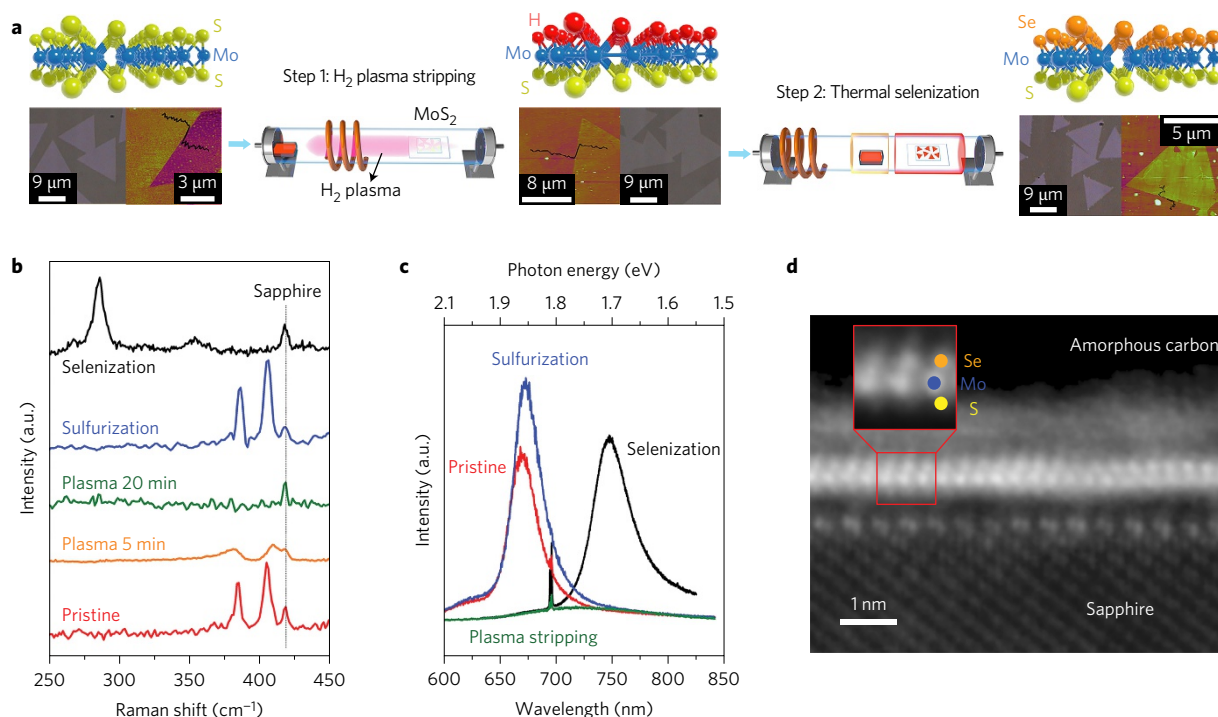 a
S
Mo
S
9 μm
3 μm
Step 1: H₂ plasma stripping
MoS₂
H₂ plasma
H
Mo
S
8 μm
9 μm
Step 2: Thermal selenization
Se
Mo
S
9 μm
5 μm
b
Sapphire
Selenization
Sulfurization
Plasma 20 min
Plasma 5 min
Pristine
Intensity (a.u.)
250 300 350 400 450
Raman shift (cm⁻¹)
c
Photon energy (eV)
2.1 2.0 1.9 1.8 1.7 1.6 1.5
Sulfurization
Pristine
Selenization
Plasma stripping
Intensity (a.u.)
600 650 700 750 800 850
Wavelength (nm)
d
Amorphous carbon
Se
Mo
S
1 nm
Sapphire